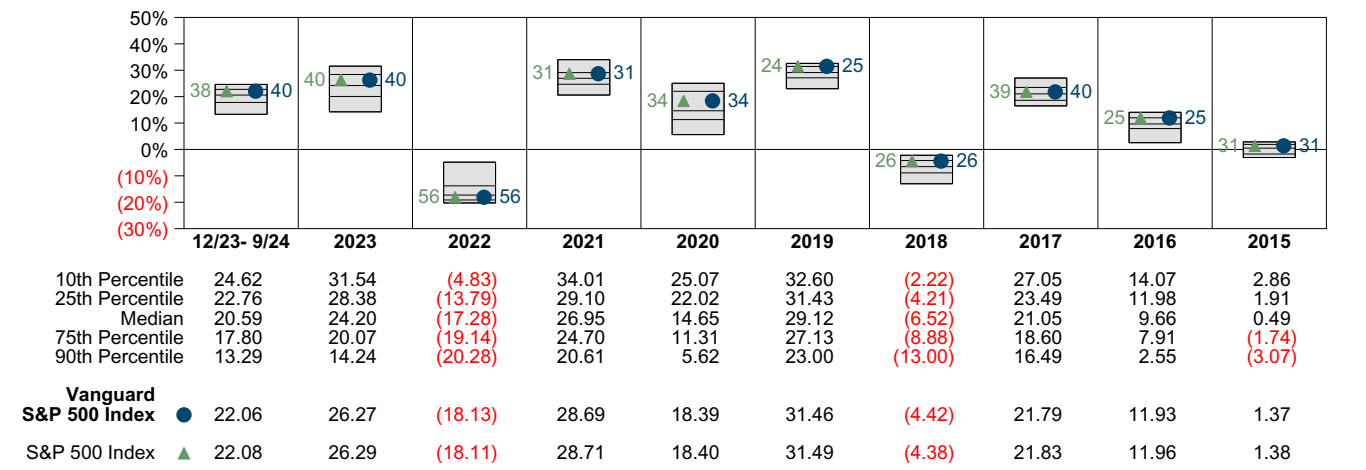 50%
40%
30%
20%
10%
0%
(10%)
(20%)
(30%)
38 40
40 40
56 56
31 31
34 34
24 25
26 26
39 40
25 25
31 31
12/23- 9/24 2023 2022 2021 2020 2019 2018 2017 2016 2015
10th Percentile 24.62 31.54 (4.83) 34.01 25.07 32.60 (2.22) 27.05 14.07 2.86
25th Percentile 22.76 28.38 (13.79) 29.10 22.02 31.43 (4.21) 23.49 11.98 1.91
Median 20.59 24.20 (17.28) 26.95 14.65 29.12 (6.52) 21.05 9.66 0.49
75th Percentile 17.80 20.07 (19.14) 24.70 11.31 27.13 (8.88) 18.60 7.91 (1.74)
90th Percentile 13.29 14.24 (20.28) 20.61 5.62 23.00 (13.00) 16.49 2.55 (3.07)
Vanguard
S&P 500 Index 22.06 26.27 (18.13) 28.69 18.39 31.46 (4.42) 21.79 11.93 1.37
S&P 500 Index 22.08 26.29 (18.11) 28.71 18.40 31.49 (4.38) 21.83 11.96 1.38